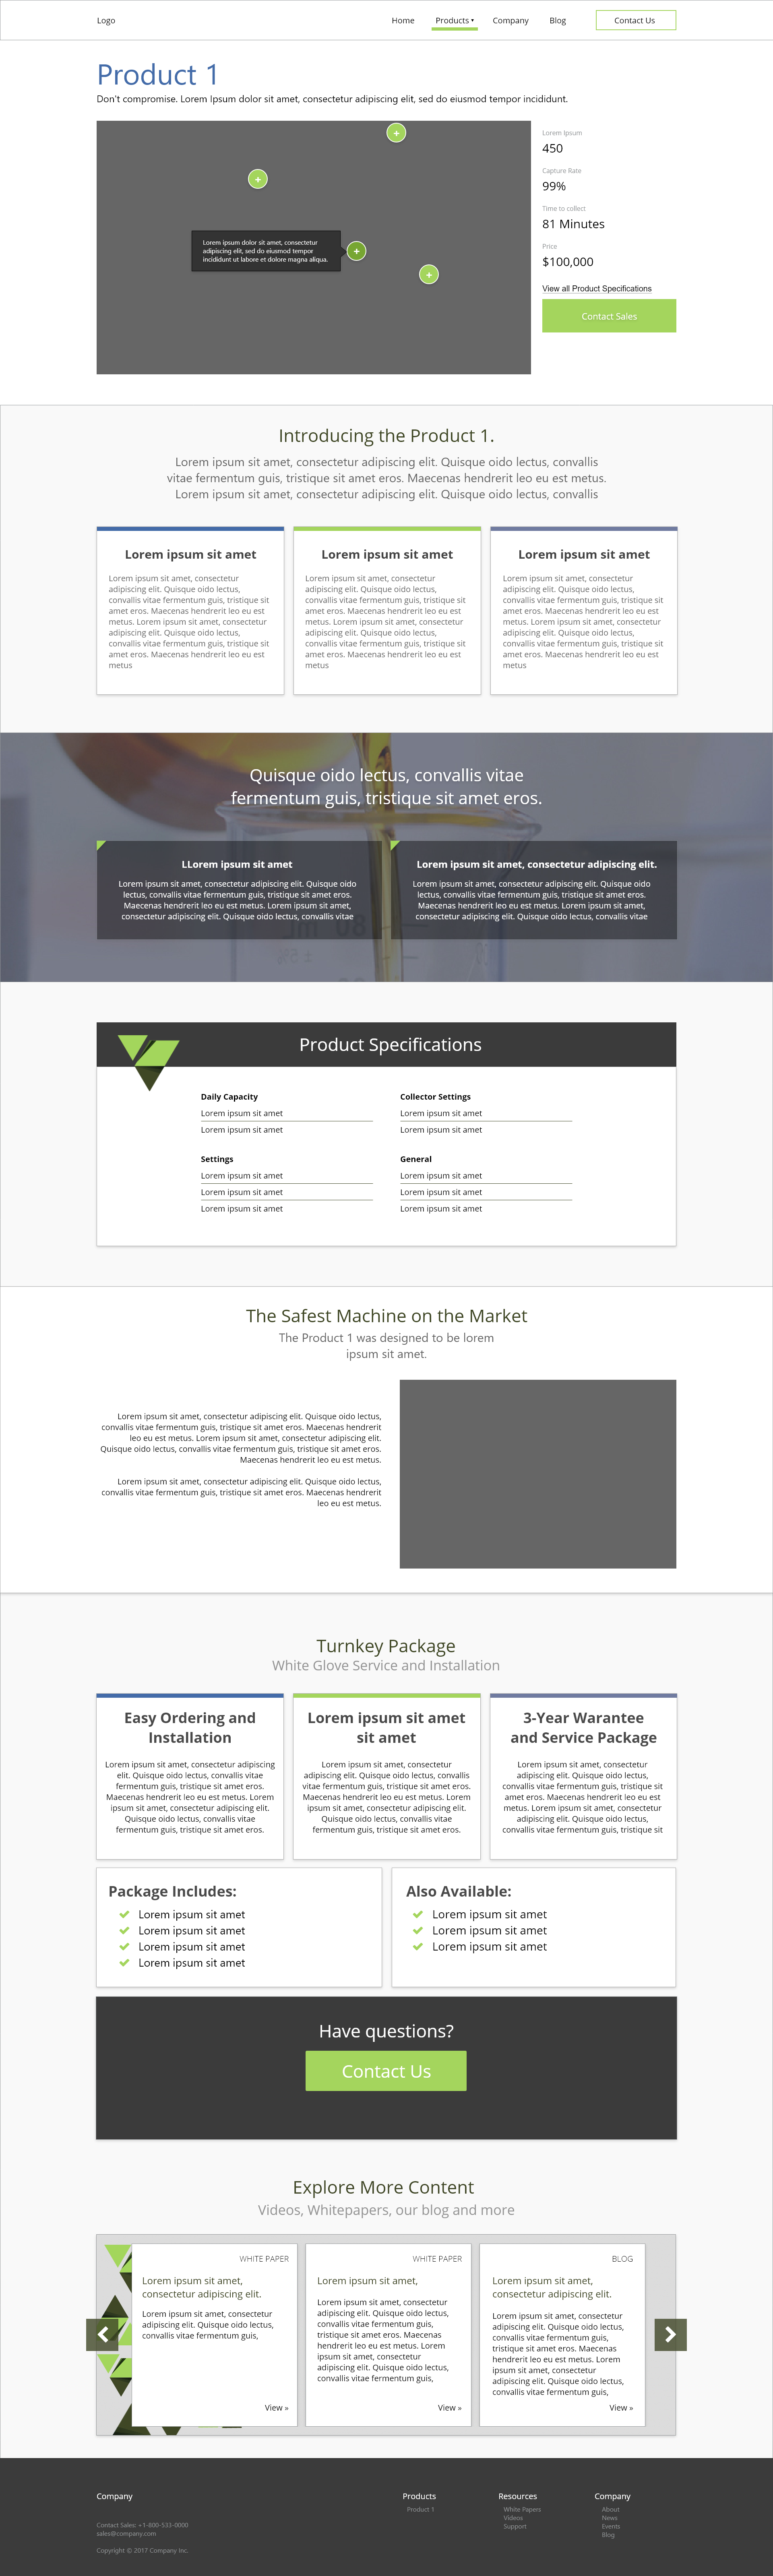 Logo
Home
Products ▾
Company
Blog
Contact Us
Product 1
Don't compromise. Lorem Ipsum dolor sit amet, consectetur adipiscing elit, sed do eiusmod tempor incididunt.
+
+
Lorem ipsum dolor sit amet, consectetur
adipiscing elit, sed do eiusmod tempor
incididunt ut labore et dolore magna aliqua.
+
+
Lorem Ipsum
450
Capture Rate
99%
Time to collect
81 Minutes
Price
$100,000
View all Product Specifications
Contact Sales
Introducing the Product 1.
Lorem ipsum sit amet, consectetur adipiscing elit. Quisque oido lectus, convallis
vitae fermentum guis, tristique sit amet eros. Maecenas hendrerit leo eu est metus.
Lorem ipsum sit amet, consectetur adipiscing elit. Quisque oido lectus, convallis
Lorem ipsum sit amet
Lorem ipsum sit amet, consectetur
adipiscing elit. Quisque oido lectus,
convallis vitae fermentum guis, tristique sit
amet eros. Maecenas hendrerit leo eu est
metus. Lorem ipsum sit amet, consectetur
adipiscing elit. Quisque oido lectus,
convallis vitae fermentum guis, tristique sit
amet eros. Maecenas hendrerit leo eu est
metus
Lorem ipsum sit amet
Lorem ipsum sit amet, consectetur
adipiscing elit. Quisque oido lectus,
convallis vitae fermentum guis, tristique sit
amet eros. Maecenas hendrerit leo eu est
metus. Lorem ipsum sit amet, consectetur
adipiscing elit. Quisque oido lectus,
convallis vitae fermentum guis, tristique sit
amet eros. Maecenas hendrerit leo eu est
metus
Lorem ipsum sit amet
Lorem ipsum sit amet, consectetur
adipiscing elit. Quisque oido lectus,
convallis vitae fermentum guis, tristique sit
amet eros. Maecenas hendrerit leo eu est
metus. Lorem ipsum sit amet, consectetur
adipiscing elit. Quisque oido lectus,
convallis vitae fermentum guis, tristique sit
amet eros. Maecenas hendrerit leo eu est
metus
Quisque oido lectus, convallis vitae
fermentum guis, tristique sit amet eros.
LLorem ipsum sit amet
Lorem ipsum sit amet, consectetur adipiscing elit. Quisque oido
lectus, convallis vitae fermentum guis, tristique sit amet eros.
Maecenas hendrerit leo eu est metus. Lorem ipsum sit amet,
consectetur adipiscing elit. Quisque oido lectus, convallis vitae
Lorem ipsum sit amet, consectetur adipiscing elit.
Lorem ipsum sit amet, consectetur adipiscing elit. Quisque oido
lectus, convallis vitae fermentum guis, tristique sit amet eros.
Maecenas hendrerit leo eu est metus. Lorem ipsum sit amet,
consectetur adipiscing elit. Quisque oido lectus, convallis vitae
Product Specifications
Daily Capacity
Lorem ipsum sit amet
Lorem ipsum sit amet
Collector Settings
Lorem ipsum sit amet
Lorem ipsum sit amet
Settings
Lorem ipsum sit amet
Lorem ipsum sit amet
Lorem ipsum sit amet
General
Lorem ipsum sit amet
Lorem ipsum sit amet
Lorem ipsum sit amet
The Safest Machine on the Market
The Product 1 was designed to be lorem
ipsum sit amet.
Lorem ipsum sit amet, consectetur adipiscing elit. Quisque oido lectus,
convallis vitae fermentum guis, tristique sit amet eros. Maecenas hendrerit
leo eu est metus. Lorem ipsum sit amet, consectetur adipiscing elit.
Quisque oido lectus, convallis vitae fermentum guis, tristique sit amet eros.
Maecenas hendrerit leo eu est metus.
Lorem ipsum sit amet, consectetur adipiscing elit. Quisque oido lectus,
convallis vitae fermentum guis, tristique sit amet eros. Maecenas hendrerit
leo eu est metus.
Turnkey Package
White Glove Service and Installation
Easy Ordering and
Installation
Lorem ipsum sit amet, consectetur adipiscing
elit. Quisque oido lectus, convallis vitae
fermentum guis, tristique sit amet eros.
Maecenas hendrerit leo eu est metus. Lorem
ipsum sit amet, consectetur adipiscing elit.
Quisque oido lectus, convallis vitae
fermentum guis, tristique sit amet eros.
Lorem ipsum sit amet
sit amet
Lorem ipsum sit amet, consectetur
adipiscing elit. Quisque oido lectus, convallis
vitae fermentum guis, tristique sit amet eros.
Maecenas hendrerit leo eu est metus. Lorem
ipsum sit amet, consectetur adipiscing elit.
Quisque oido lectus, convallis vitae
fermentum guis, tristique sit amet eros.
3-Year Warantee
and Service Package
Lorem ipsum sit amet, consectetur
adipiscing elit. Quisque oido lectus,
convallis vitae fermentum guis, tristique sit
amet eros. Maecenas hendrerit leo eu est
metus. Lorem ipsum sit amet, consectetur
adipiscing elit. Quisque oido lectus,
convallis vitae fermentum guis, tristique sit
Package Includes:
Lorem ipsum sit amet
Lorem ipsum sit amet
Lorem ipsum sit amet
Lorem ipsum sit amet
Also Available:
Lorem ipsum sit amet
Lorem ipsum sit amet
Lorem ipsum sit amet
Have questions?
Contact Us
Explore More Content
Videos, Whitepapers, our blog and more
WHITE PAPER
Lorem ipsum sit amet,
consectetur adipiscing elit.
Lorem ipsum sit amet, consectetur
adipiscing elit. Quisque oido lectus,
convallis vitae fermentum guis,
View »
WHITE PAPER
Lorem ipsum sit amet,
Lorem ipsum sit amet, consectetur
adipiscing elit. Quisque oido lectus,
convallis vitae fermentum guis,
tristique sit amet eros. Maecenas
hendrerit leo eu est metus. Lorem
ipsum sit amet, consectetur
adipiscing elit. Quisque oido lectus,
convallis vitae fermentum guis,
View »
BLOG
Lorem ipsum sit amet,
consectetur adipiscing elit.
Lorem ipsum sit amet, consectetur
adipiscing elit. Quisque oido lectus,
convallis vitae fermentum guis,
tristique sit amet eros. Maecenas
hendrerit leo eu est metus. Lorem
ipsum sit amet, consectetur
adipiscing elit. Quisque oido lectus,
convallis vitae fermentum guis,
View »
Company
Contact Sales: +1-800-533-0000
sales@company.com
Copyright © 2017 Company Inc.
Products
Product 1
Resources
White Papers
Videos
Support
Company
About
News
Events
Blog